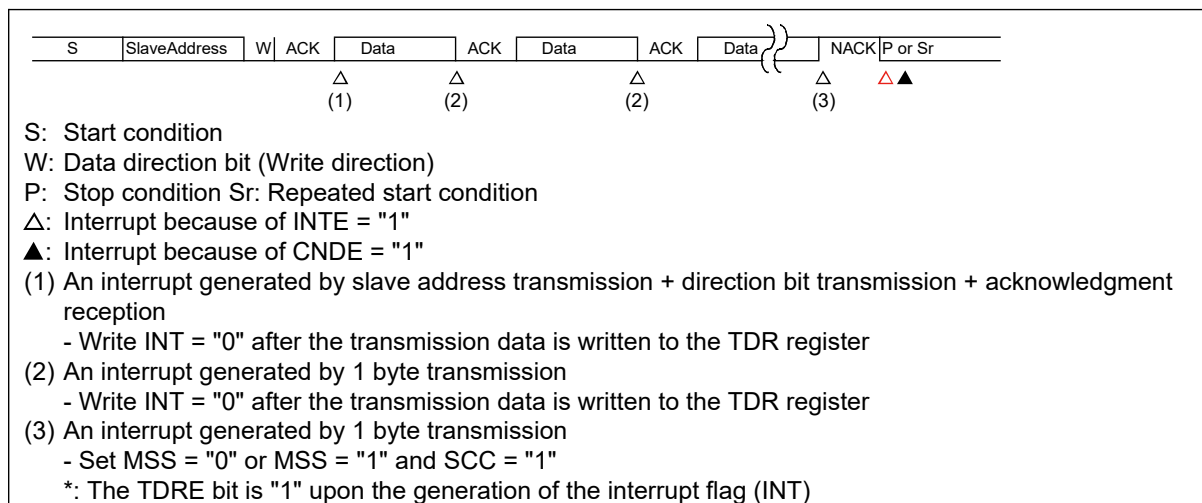 S SlaveAddress W ACK Data ACK Data ACK Data NACK P or Sr
△ △ △ △ △ ▲
(1) (2) (2) (3)
S: Start condition
W: Data direction bit (Write direction)
P: Stop condition Sr: Repeated start condition
△: Interrupt because of INTE = "1"
▲: Interrupt because of CNDE = "1"
(1) An interrupt generated by slave address transmission + direction bit transmission + acknowledgment
reception
- Write INT = "0" after the transmission data is written to the TDR register
(2) An interrupt generated by 1 byte transmission
- Write INT = "0" after the transmission data is written to the TDR register
(3) An interrupt generated by 1 byte transmission
- Set MSS = "0" or MSS = "1" and SCC = "1"
*: The TDRE bit is "1" upon the generation of the interrupt flag (INT)